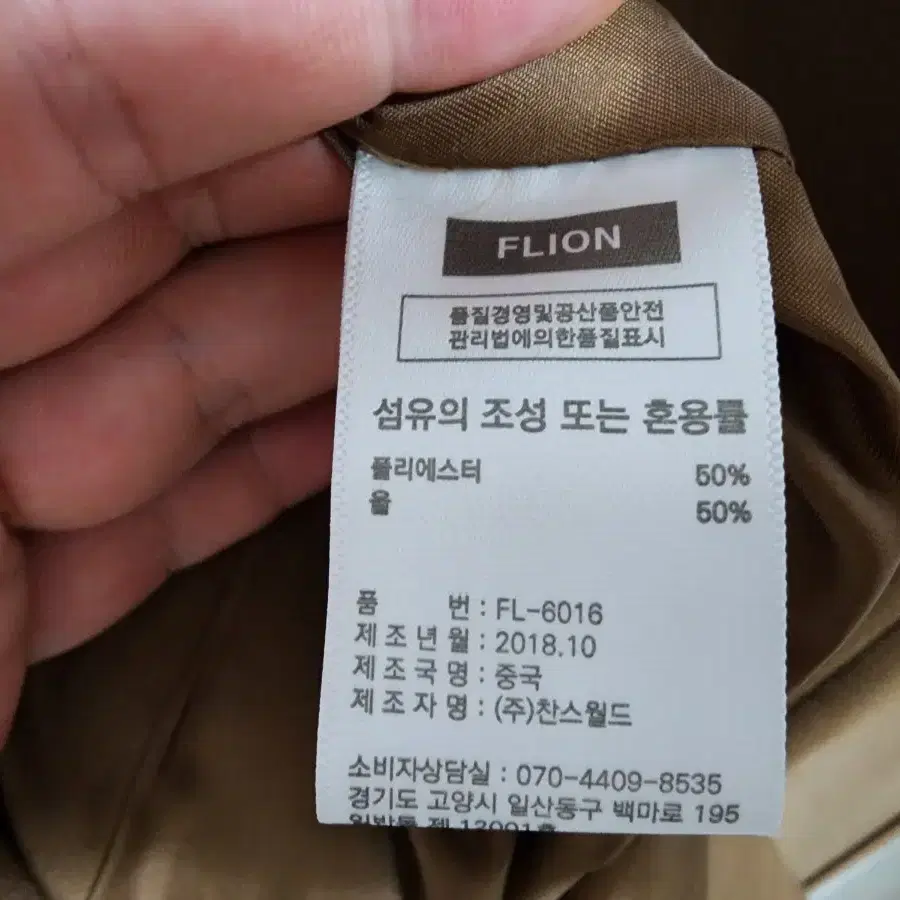 FLION
품질경영및공산품안전
관리법에의한품질표시
섬유의 조성 또는 혼용률
폴리에스터 50%
울 50%
품 번 : FL-6016
제조년월 : 2018.10
제조국명 : 중국
제조자명 : (주)찬스월드
소비자상담실 : 070-4409-8535
경기도 고양시 일산동구 백마로 195